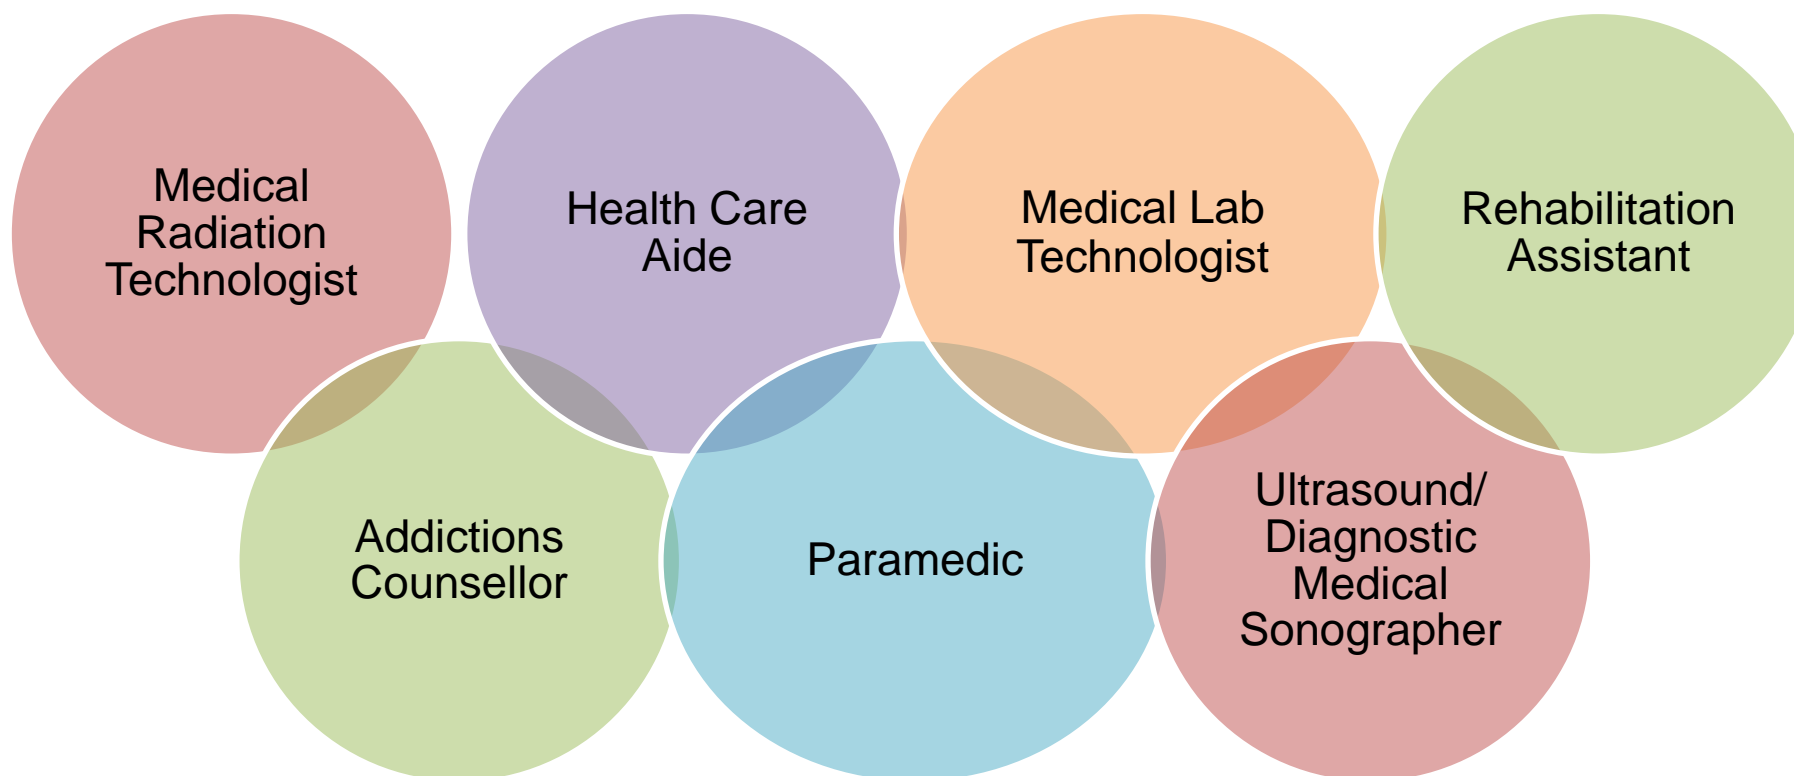 Medical
Radiation
Technologist
Health Care
Aide
Medical Lab
Technologist
Rehabilitation
Assistant
Addictions
Counsellor
Paramedic
Ultrasound/
Diagnostic
Medical
Sonographer